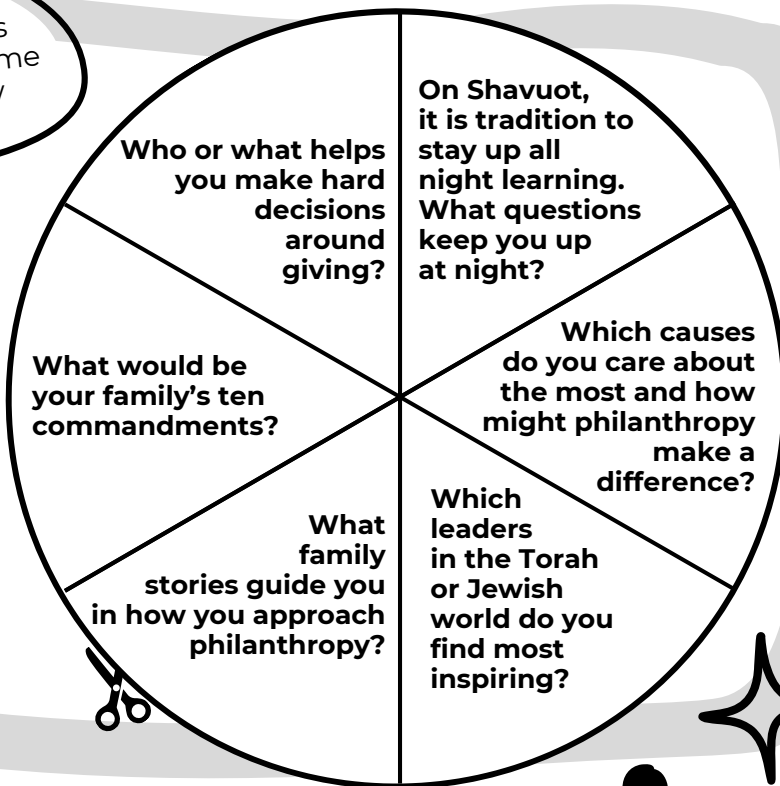 s
me
Who or what helps
you make hard
decisions
around
giving?
On Shavuot,
it is tradition to
stay up all
night learning.
What questions
keep you up
at night?
Which causes
do you care about
the most and how
might philanthropy
make a
difference?
Which
leaders
in the Torah
or Jewish
world do you
find most
inspiring?
What
family
stories guide you
in how you approach
philanthropy?
What would be
your family’s ten
commandments?